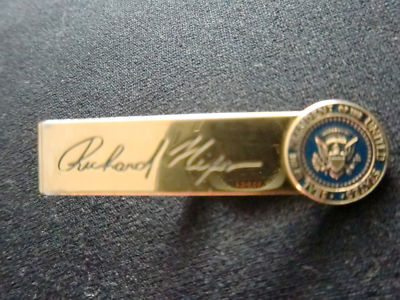 Richard Nixon
SEAL OF THE PRESIDENT OF THE UNITED STATES